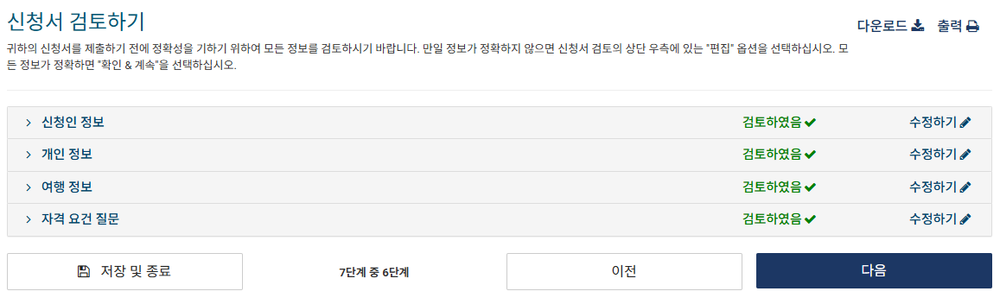 신청서 검토하기
다운로드 출력
귀하의 신청서를 제출하기 전에 정확성을 기하기 위하여 모든 정보를 검토하시기 바랍니다. 만일 정보가 정확하지 않으면 신청서 검토의 상단 우측에 있는 "편집" 옵션을 선택하십시오. 모
든 정보가 정확하면 "확인 & 계속"을 선택하십시오.
신청인 정보 검토하였음 수정하기
개인 정보 검토하였음 수정하기
여행 정보 검토하였음 수정하기
자격 요건 질문 검토하였음 수정하기
저장 및 종료 7단계 중 6단계 이전 다음